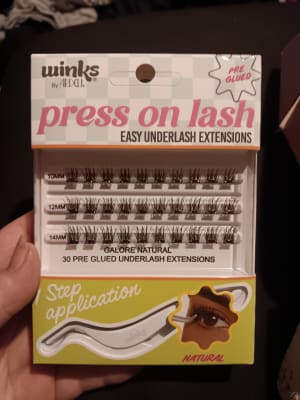 winks
By ARDELL
PRE
GLUED
press on lash
EASY UNDERLASH EXTENSIONS
10MM
12MM
14MM
GALORE NATURAL
30 PRE GLUED UNDERLASH EXTENSIONS
Step
application
winks
NATURAL